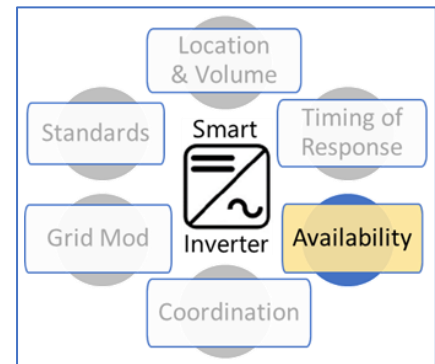 Location
& Volume
Standards
Smart
Timing of
Response
Grid Mod
Inverter
Availability
Coordination